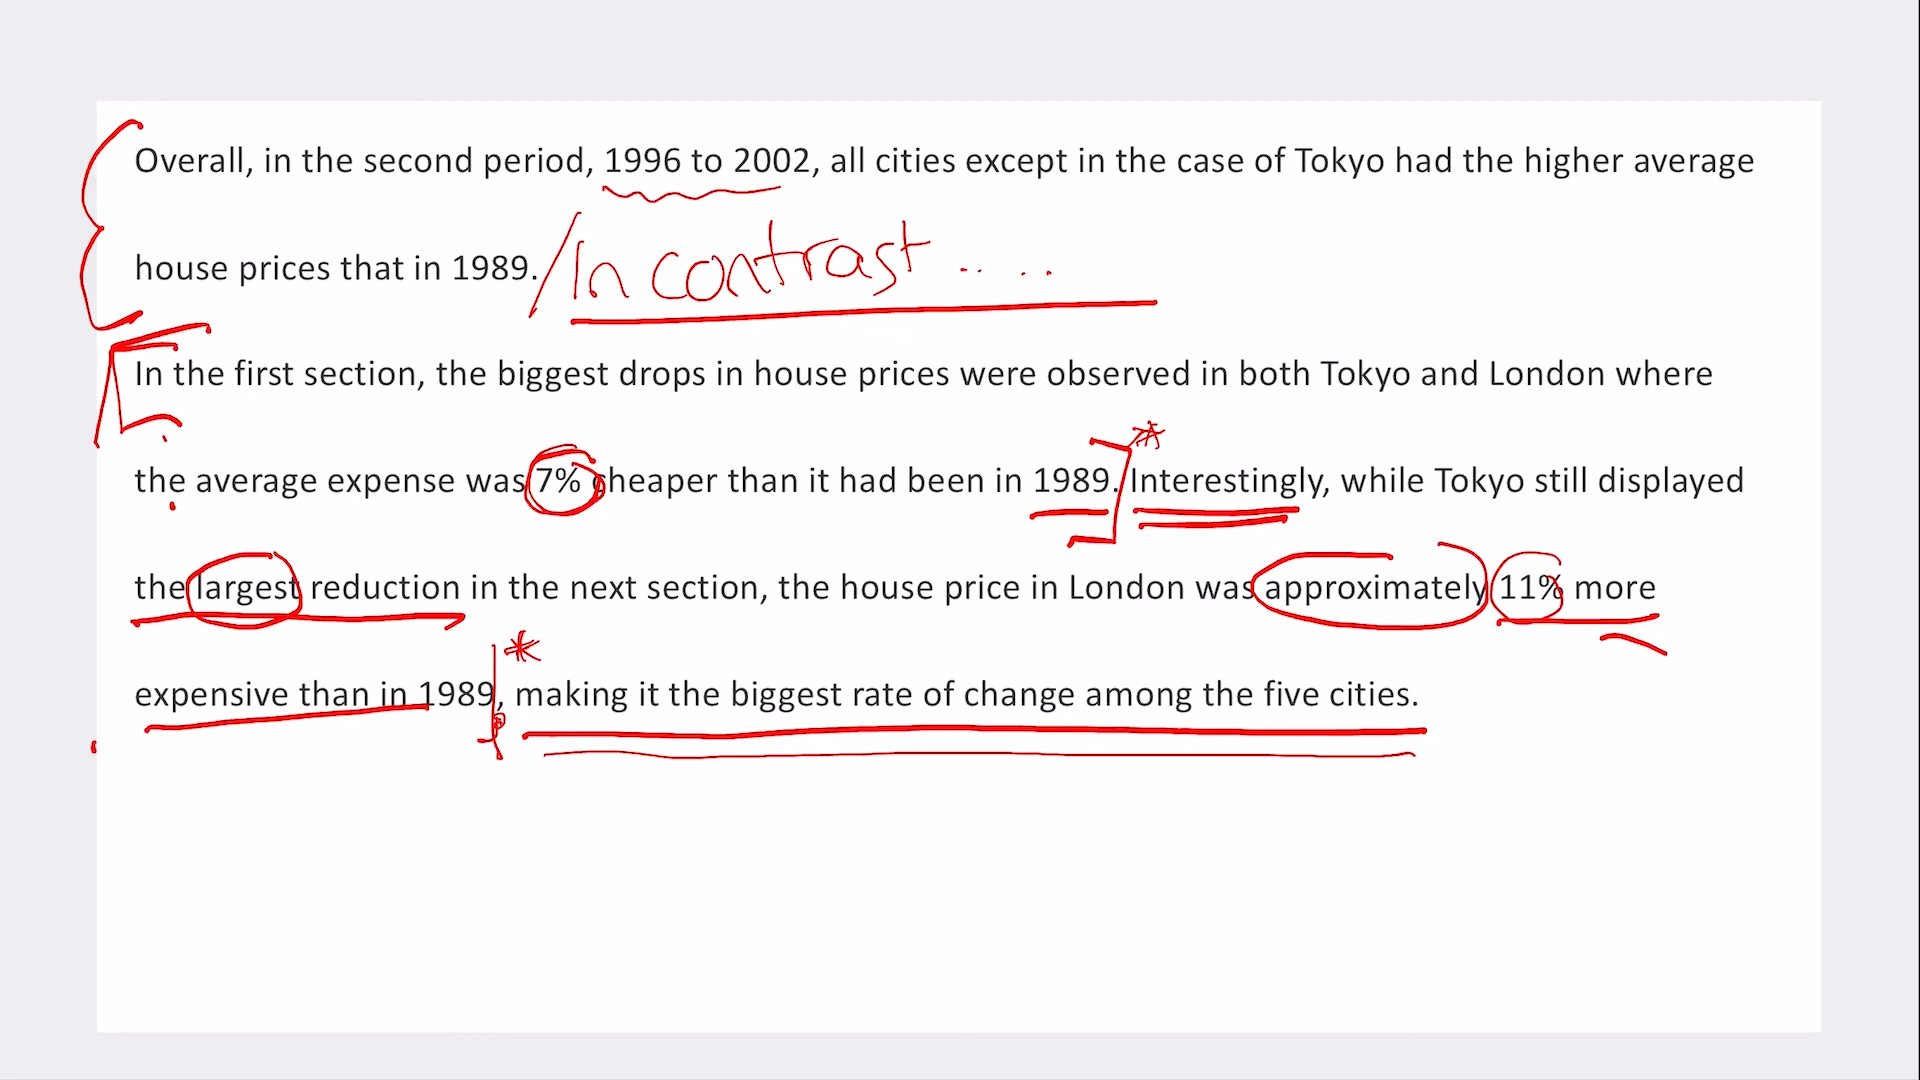 Overall, in the second period, 1996 to 2002, all cities except in the case of Tokyo had the higher average
house prices that in 1989. / In contrast .. ..
In the first section, the biggest drops in house prices were observed in both Tokyo and London where
the average expense was 7% cheaper than it had been in 1989. Interestingly, while Tokyo still displayed
the largest reduction in the next section, the house price in London was approximately 11% more
expensive than in 1989, making it the biggest rate of change among the five cities.